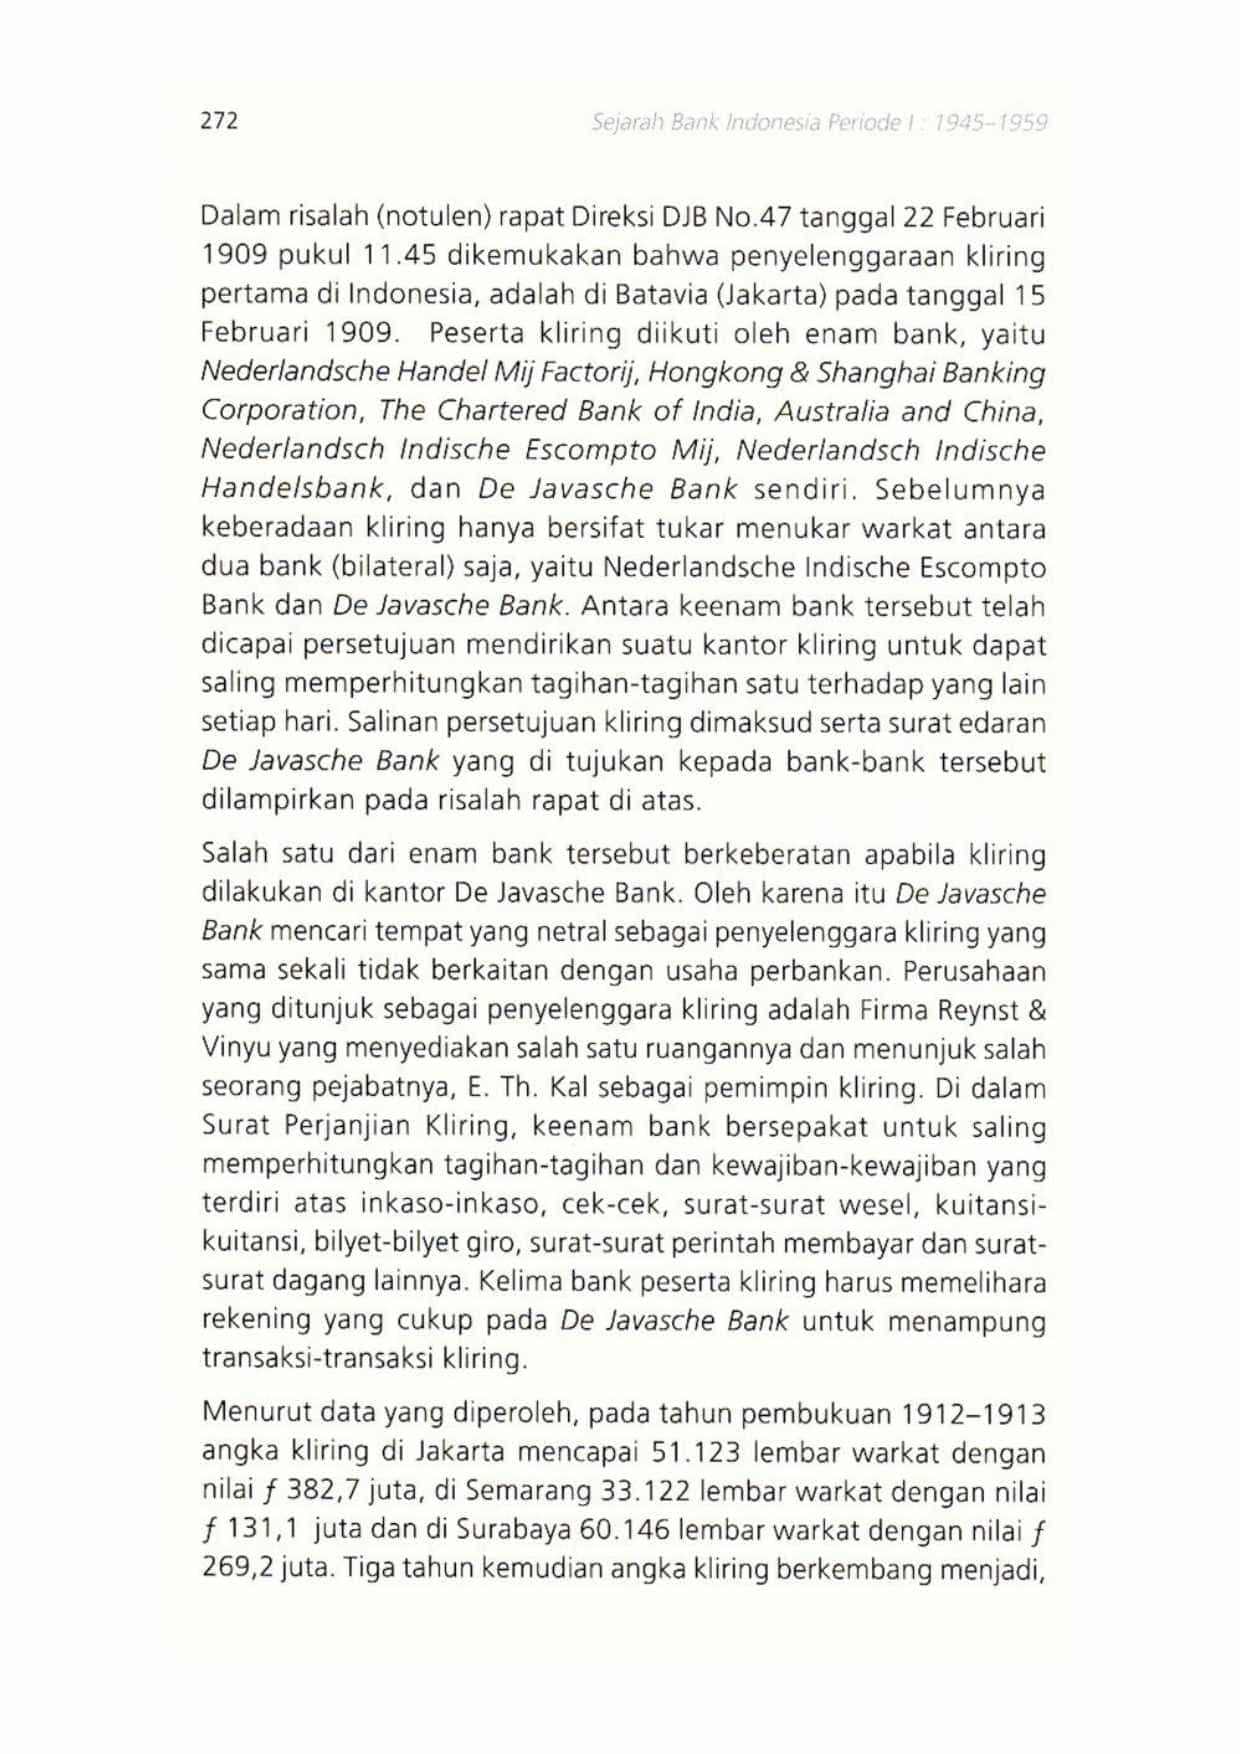 272
Sejarah Bank Indonesia Periode I : 1945–1959
Dalam risalah (notulen) rapat Direksi DJB No.47 tanggal 22 Februari
1909 pukul 11.45 dikemukakan bahwa penyelenggaraan kliring
pertama di Indonesia, adalah di Batavia (Jakarta) pada tanggal 15
Februari 1909. Peserta kliring diikuti oleh enam bank, yaitu
Nederlandsche Handel Mij Factorij, Hongkong & Shanghai Banking
Corporation, The Chartered Bank of India, Australia and China,
Nederlandsch Indische Escompto Mij, Nederlandsch Indische
Handelsbank, dan De Javasche Bank sendiri. Sebelumnya
keberadaan kliring hanya bersifat tukar menukar warkat antara
dua bank (bilateral) saja, yaitu Nederlandsche Indische Escompto
Bank dan De Javasche Bank. Antara keenam bank tersebut telah
dicapai persetujuan mendirikan suatu kantor kliring untuk dapat
saling memperhitungkan tagihan-tagihan satu terhadap yang lain
setiap hari. Salinan persetujuan kliring dimaksud serta surat edaran
De Javasche Bank yang di tujukan kepada bank-bank tersebut
dilampirkan pada risalah rapat di atas.
Salah satu dari enam bank tersebut berkeberatan apabila kliring
dilakukan di kantor De Javasche Bank. Oleh karena itu De Javasche
Bank mencari tempat yang netral sebagai penyelenggara kliring yang
sama sekali tidak berkaitan dengan usaha perbankan. Perusahaan
yang ditunjuk sebagai penyelenggara kliring adalah Firma Reynst &
Vinyu yang menyediakan salah satu ruangannya dan menunjuk salah
seorang pejabatnya, E. Th. Kal sebagai pemimpin kliring. Di dalam
Surat Perjanjian Kliring, keenam bank bersepakat untuk saling
memperhitungkan tagihan-tagihan dan kewajiban-kewajiban yang
terdiri atas inkaso-inkaso, cek-cek, surat-surat wesel, kuitansi-
kuitansi, bilyet-bilyet giro, surat-surat perintah membayar dan surat-
surat dagang lainnya. Kelima bank peserta kliring harus memelihara
rekening yang cukup pada De Javasche Bank untuk menampung
transaksi-transaksi kliring.
Menurut data yang diperoleh, pada tahun pembukuan 1912–1913
angka kliring di Jakarta mencapai 51.123 lembar warkat dengan
nilai ƒ 382,7 juta, di Semarang 33.122 lembar warkat dengan nilai
ƒ 131,1 juta dan di Surabaya 60.146 lembar warkat dengan nilai ƒ
269,2 juta. Tiga tahun kemudian angka kliring berkembang menjadi,